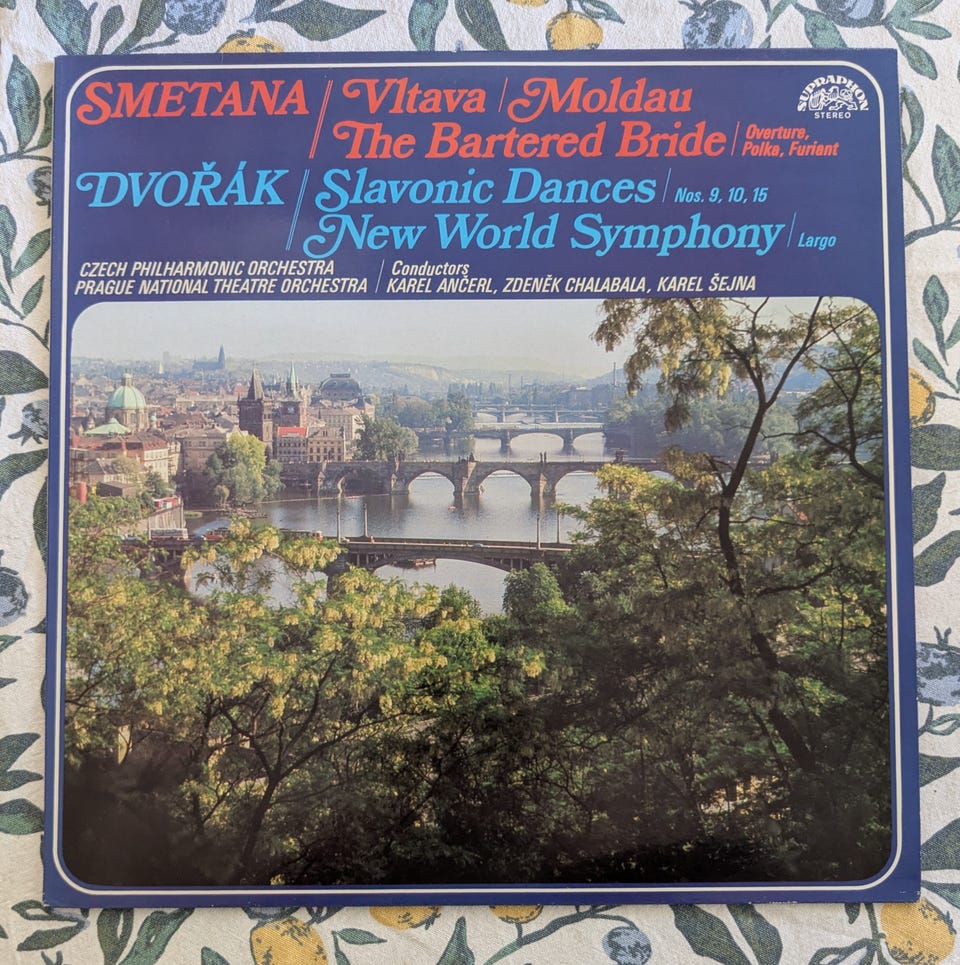 SMETANA / Vltava | Moldau
The Bartered Bride | Overture,
Polka, Furiant
SUPRAPHON
STEREO
DVOŘÁK / Slavonic Dances | Nos. 9, 10, 15
New World Symphony | Largo
CZECH PHILHARMONIC ORCHESTRA
PRAGUE NATIONAL THEATRE ORCHESTRA
Conductors
KAREL ANČERL, ZDENĚK CHALABALA, KAREL ŠEJNA